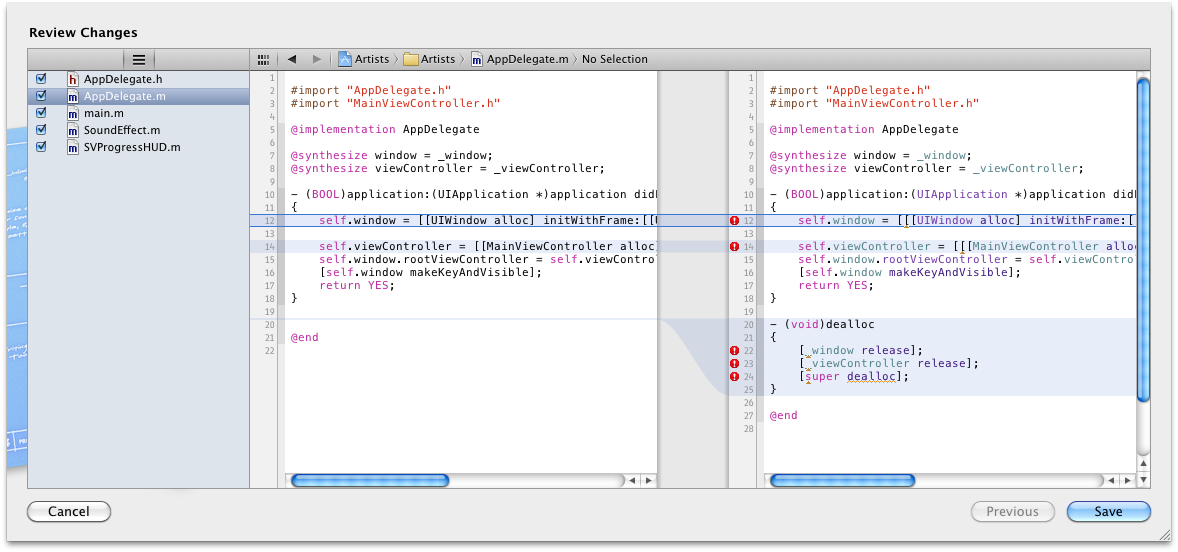 Review Changes
Artists Artists AppDelegate.m No Selection
AppDelegate.h
AppDelegate.m
main.m
SoundEffect.m
SVProgressHUD.m
1
2 #import "AppDelegate.h"
3 #import "MainViewController.h"
4
5 @implementation AppDelegate
6
7 @synthesize window = _window;
8 @synthesize viewController = _viewController;
9
10 - (BOOL)application:(UIApplication *)application did
11 {
12 self.window = [[UIWindow alloc] initWithFrame:[[
13
14 self.viewController = [[MainViewController alloc]
15 self.window.rootViewController = self.viewContro
16 [self.window makeKeyAndVisible];
17 return YES;
18 }
19
20
21 @end
22
1
2 #import "AppDelegate.h"
3 #import "MainViewController.h"
4
5 @implementation AppDelegate
6
7 @synthesize window = _window;
8 @synthesize viewController = _viewController;
9
10 - (BOOL)application:(UIApplication *)application did
11 {
12 self.window = [[[UIWindow alloc] initWithFrame:[
13
14 self.viewController = [[[MainViewController alloc
15 self.window.rootViewController = self.viewContro
16 [self.window makeKeyAndVisible];
17 return YES;
18 }
19
20 - (void)dealloc
21 {
22 [_window release];
23 [_viewController release];
24 [super dealloc];
25 }
26
27 @end
28
Cancel
Previous
Save